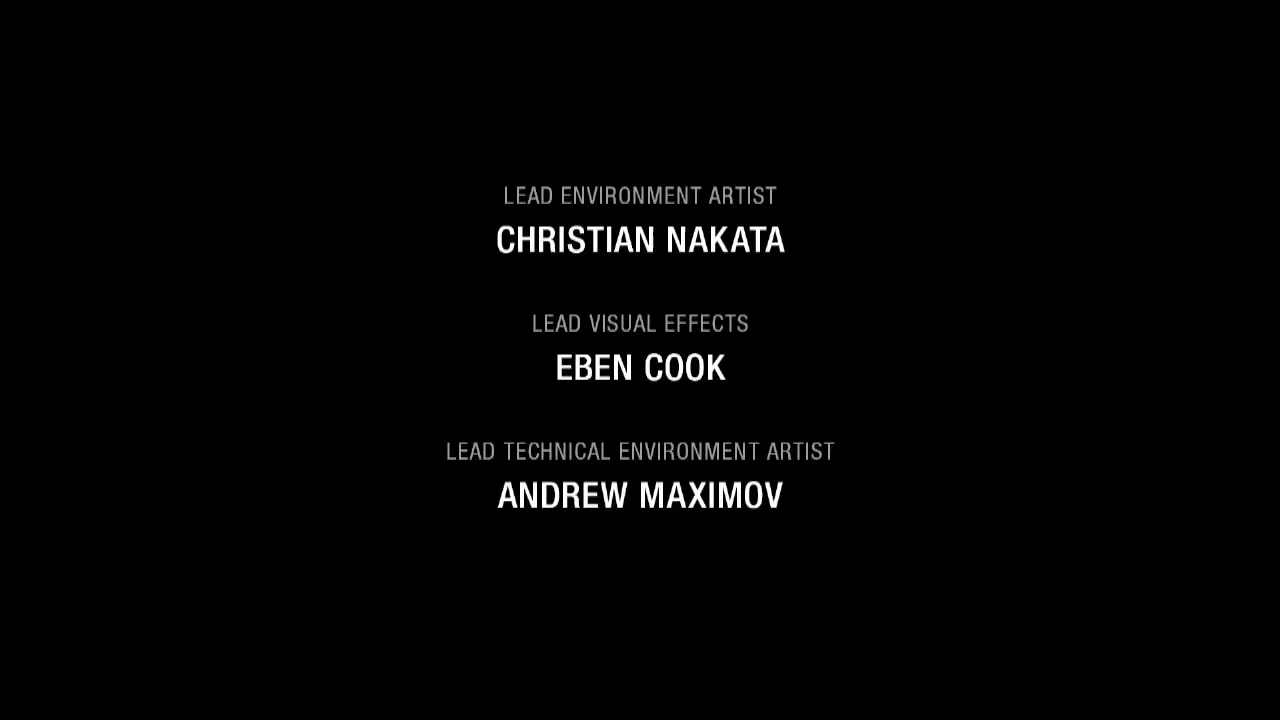 LEAD ENVIRONMENT ARTIST
CHRISTIAN NAKATA
LEAD VISUAL EFFECTS
EBEN COOK
LEAD TECHNICAL ENVIRONMENT ARTIST
ANDREW MAXIMOV